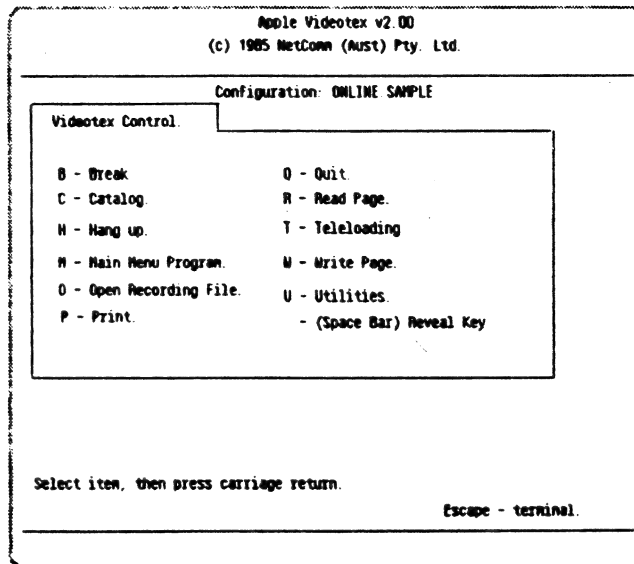 Apple Videotex v2.00
(c) 1985 NetComm (Aust) Pty. Ltd.
Configuration: ONLINE SAMPLE
Videotex Control.
B - Break
C - Catalog.
H - Hang up.
M - Main Menu Program.
O - Open Recording File.
P - Print.
Q - Quit.
R - Read Page.
T - Teleloading
W - Write Page.
U - Utilities.
- (Space Bar) Reveal Key
Select item, then press carriage return.
Escape - terminal.